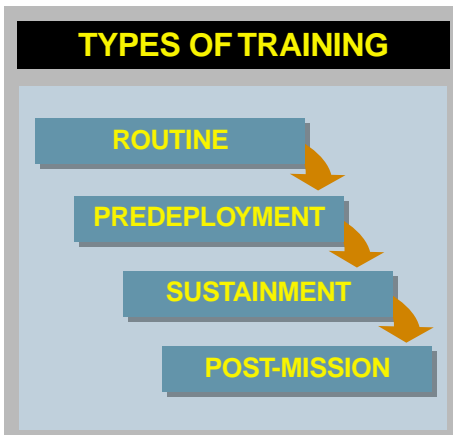 TYPES OF TRAINING
ROUTINE
PREDEPLOYMENT
SUSTAINMENT
POST-MISSION